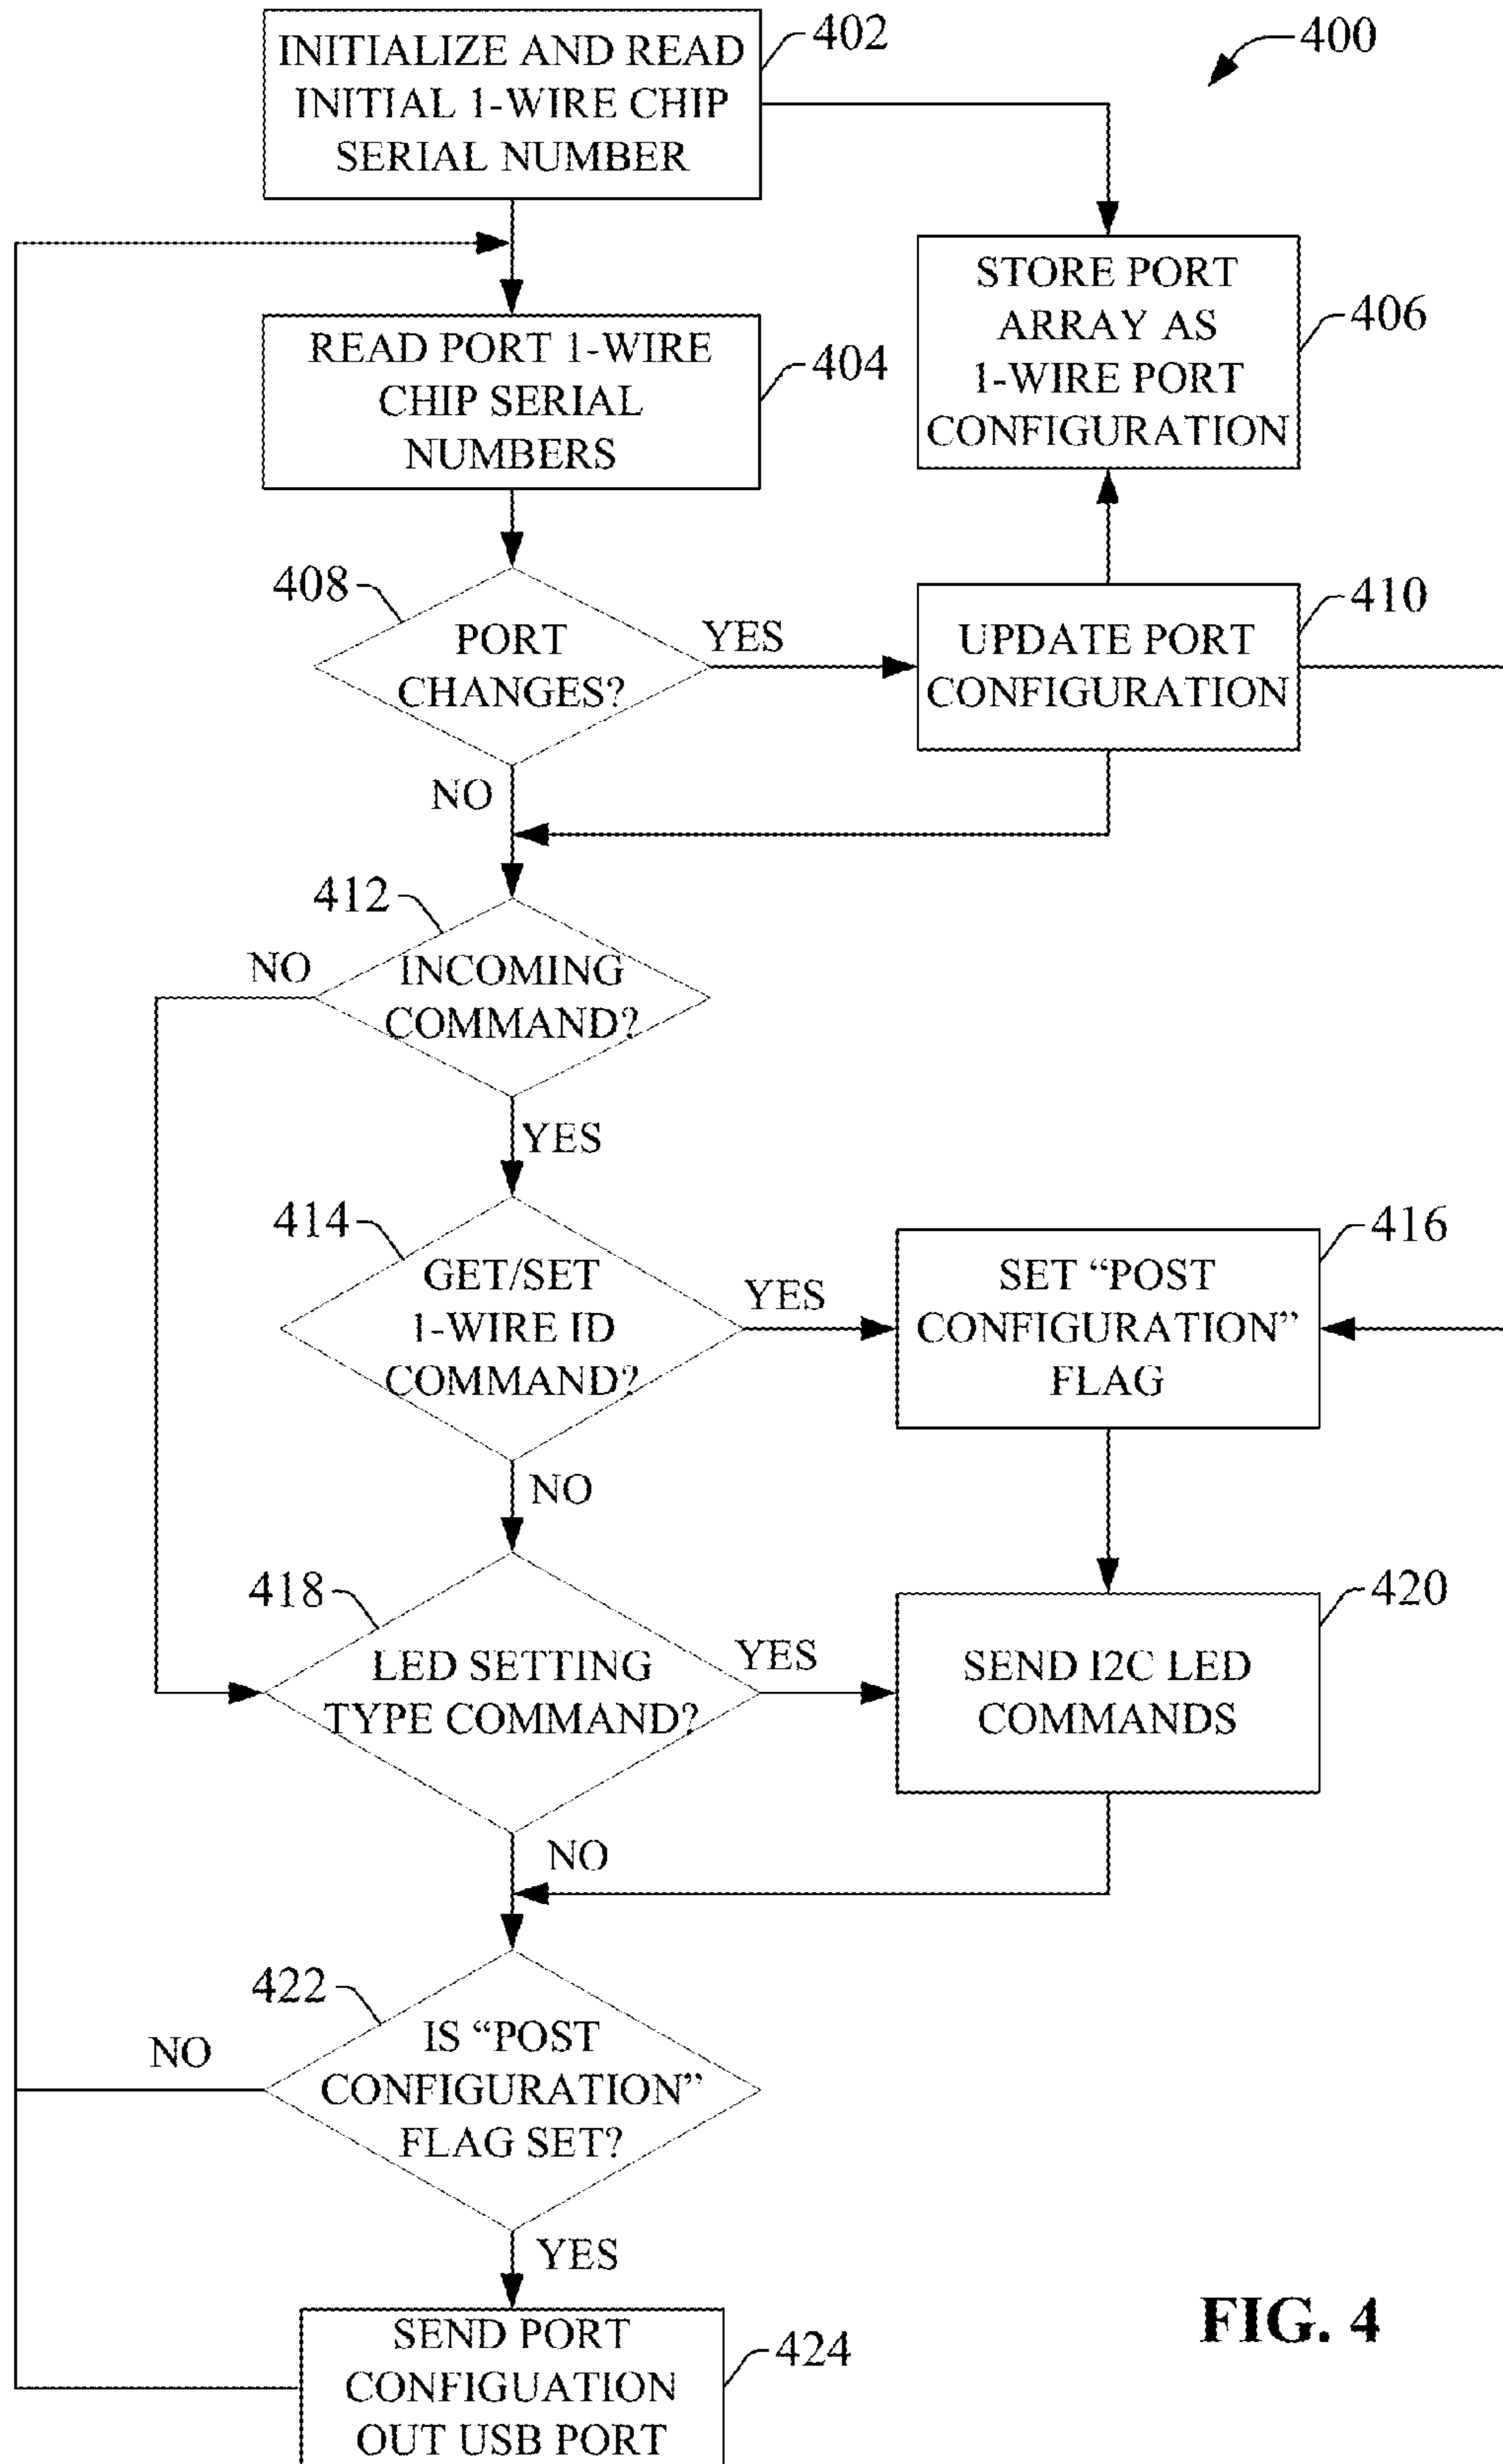 INITIALIZE AND READ
INITIAL 1-WIRE CHIP
SERIAL NUMBER
402
400
STORE PORT
ARRAY AS
1-WIRE PORT
CONFIGURATION
406
READ PORT 1-WIRE
CHIP SERIAL
NUMBERS
404
408
PORT
CHANGES?
YES
NO
UPDATE PORT
CONFIGURATION
410
412
INCOMING
COMMAND?
NO
YES
414
GET/SET
1-WIRE ID
COMMAND?
YES
NO
SET “POST
CONFIGURATION”
FLAG
416
418
LED SETTING
TYPE COMMAND?
YES
NO
SEND I2C LED
COMMANDS
420
422
IS “POST
CONFIGURATION”
FLAG SET?
NO
YES
SEND PORT
CONFIGUATION
OUT USB PORT
424
FIG. 4